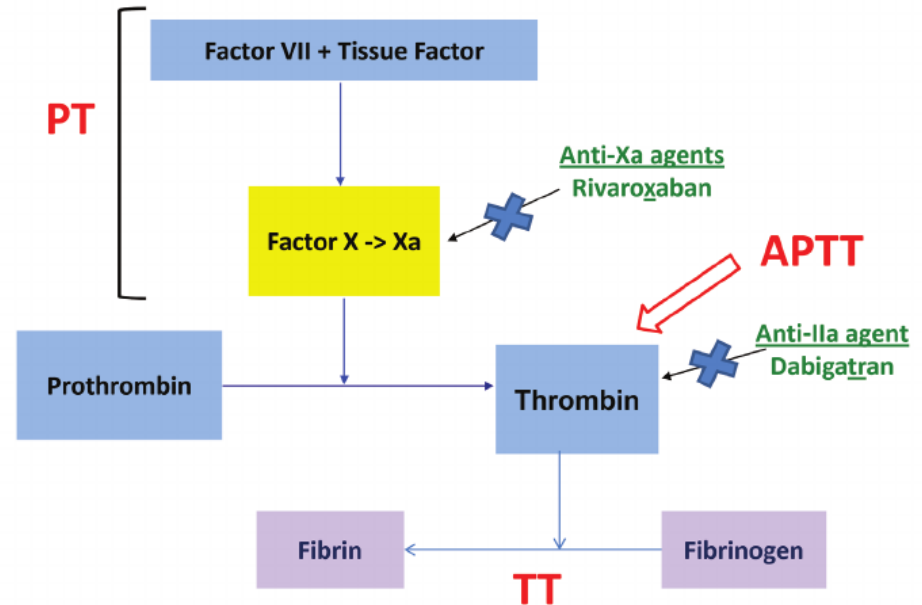 Factor VII + Tissue Factor
PT
Anti-Xa agents
Rivaroxaban
Factor X -> Xa
APTT
Anti-IIa agent
Dabigatran
Prothrombin
Thrombin
Fibrin
Fibrinogen
TT